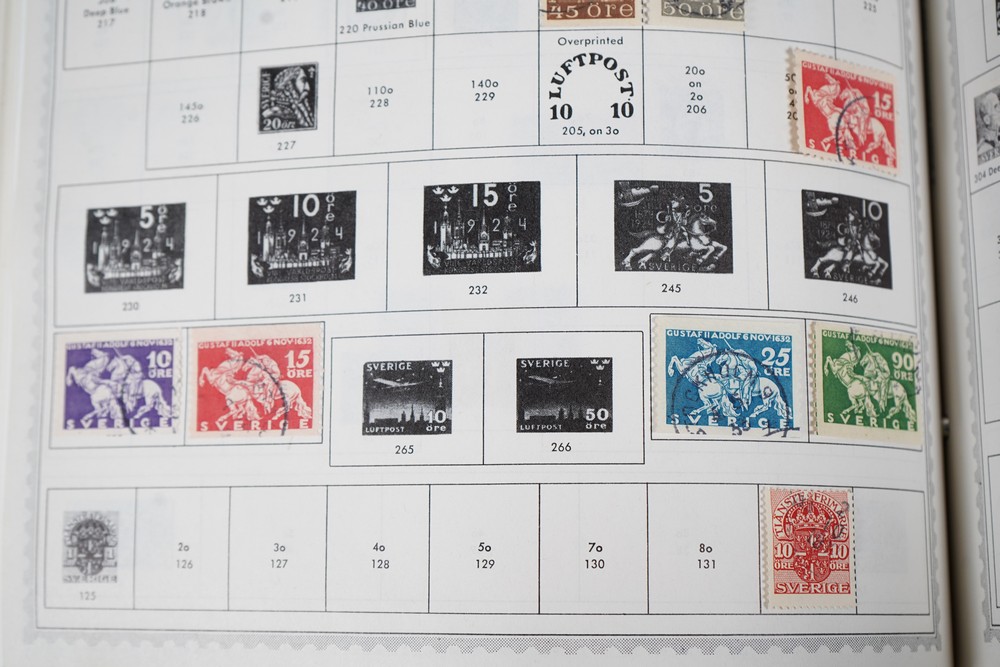 Deep Blue
217
Orange Brown
218
40 öre
220 Prussian Blue
45 öre
50 öre
225
145o
226
SVERIGE
20 öre
227
110o
228
140o
229
Overprinted
LUFTPOST
10 10
205, on 3o
20o
on
2o
206
GUSTAF II ADOLF 6 NOV 1632
15
ÖRE
SVERIGE
5 öre
1924
230
10 öre
1924
231
15 öre
1924
232
5 öre
SVERIGE
245
10
246
GUSTAF II ADOLF 6 NOV 1632
10
ÖRE
SVERIGE
GUSTAF II ADOLF 6 NOV 1632
15
ÖRE
SVERIGE
SVERIGE
10
LUFTPOST öre
265
SVERIGE
50
LUFTPOST öre
266
GUSTAF II ADOLF 6 NOV 1632
25
ÖRE
SVERIGE
GUSTAF II ADOLF 6 NOV 1632
90
ÖRE
SVERIGE
125
2o
126
3o
127
4o
128
5o
129
7o
130
8o
131
TJÄNSTE-FRIMÄRKE
10 10
ÖRE ÖRE
SVERIGE